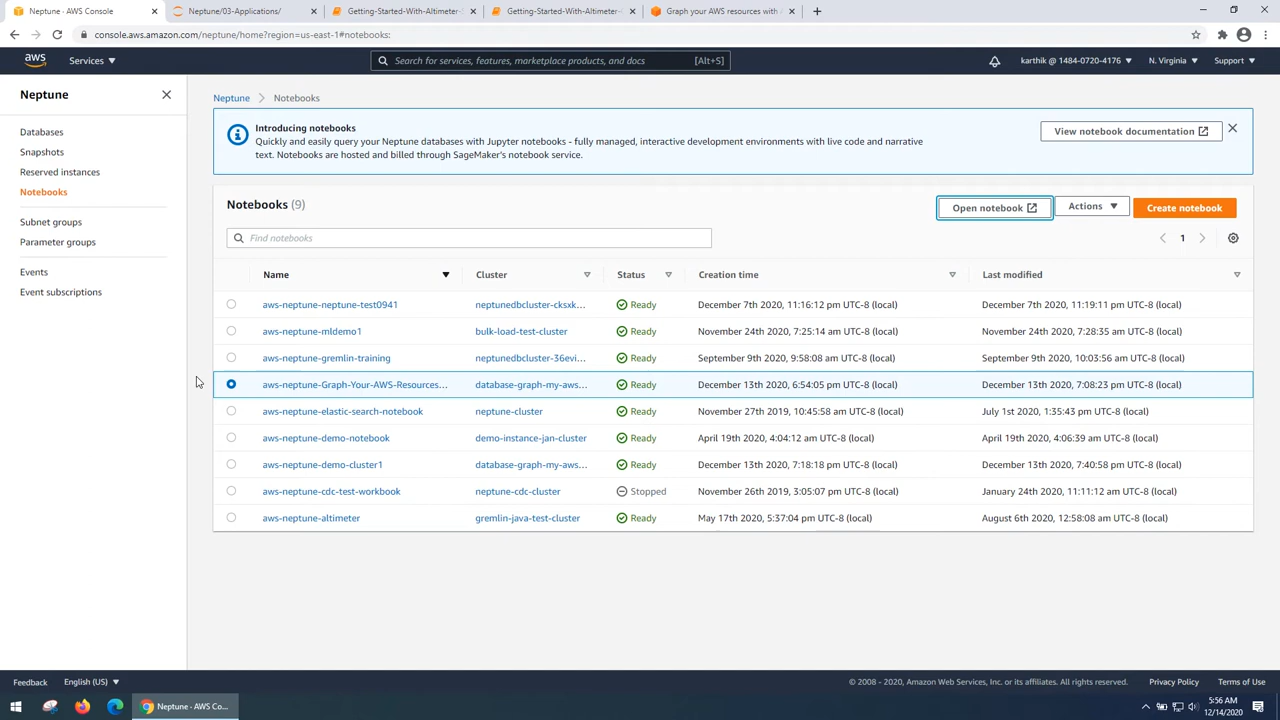 Neptune - AWS Console
Neptune/03-Applications/
Getting-Started-With-Altimeter
Getting-Started-With-Altimeter
Graph your AWS resources with A
console.aws.amazon.com/neptune/home?region=us-east-1#notebooks:
aws
Services
Search for services, features, marketplace products, and docs
[Alt+S]
karthik @ 1484-0720-4176
N. Virginia
Support
Neptune
Databases
Snapshots
Reserved instances
Notebooks
Subnet groups
Parameter groups
Events
Event subscriptions
Neptune
Notebooks
Introducing notebooks
Quickly and easily query your Neptune databases with Jupyter notebooks - fully managed, interactive development environments with live code and narrative
text. Notebooks are hosted and billed through SageMaker's notebook service.
View notebook documentation
Notebooks (9)
Open notebook
Actions
Create notebook
Find notebooks
1
Name Cluster Status Creation time Last modified
aws-neptune-neptune-test0941 neptunedbcluster-cksxk... Ready December 7th 2020, 11:16:12 pm UTC-8 (local) December 7th 2020, 11:19:11 pm UTC-8 (local)
aws-neptune-mldemo1 bulk-load-test-cluster Ready November 24th 2020, 7:25:14 am UTC-8 (local) November 24th 2020, 7:28:35 am UTC-8 (local)
aws-neptune-gremlin-training neptunedbcluster-36evi... Ready September 9th 2020, 9:58:08 am UTC-8 (local) September 9th 2020, 10:03:56 am UTC-8 (local)
aws-neptune-Graph-Your-AWS-Resources... database-graph-my-aws... Ready December 13th 2020, 6:54:05 pm UTC-8 (local) December 13th 2020, 7:08:23 pm UTC-8 (local)
aws-neptune-elastic-search-notebook neptune-cluster Ready November 27th 2019, 10:45:58 am UTC-8 (local) July 1st 2020, 1:35:43 pm UTC-8 (local)
aws-neptune-demo-notebook demo-instance-jan-cluster Ready April 19th 2020, 4:04:12 am UTC-8 (local) April 19th 2020, 4:06:39 am UTC-8 (local)
aws-neptune-demo-cluster1 database-graph-my-aws... Ready December 13th 2020, 7:18:18 pm UTC-8 (local) December 13th 2020, 7:40:58 pm UTC-8 (local)
aws-neptune-cdc-test-workbook neptune-cdc-cluster Stopped November 26th 2019, 3:05:07 pm UTC-8 (local) January 24th 2020, 11:11:12 am UTC-8 (local)
aws-neptune-altimeter gremlin-java-test-cluster Ready May 17th 2020, 5:37:04 pm UTC-8 (local) August 6th 2020, 12:58:08 am UTC-8 (local)
Feedback
English (US)
© 2008 - 2020, Amazon Web Services, Inc. or its affiliates. All rights reserved.
Privacy Policy
Terms of Use
Neptune - AWS Co...
5:56 AM
12/14/2020